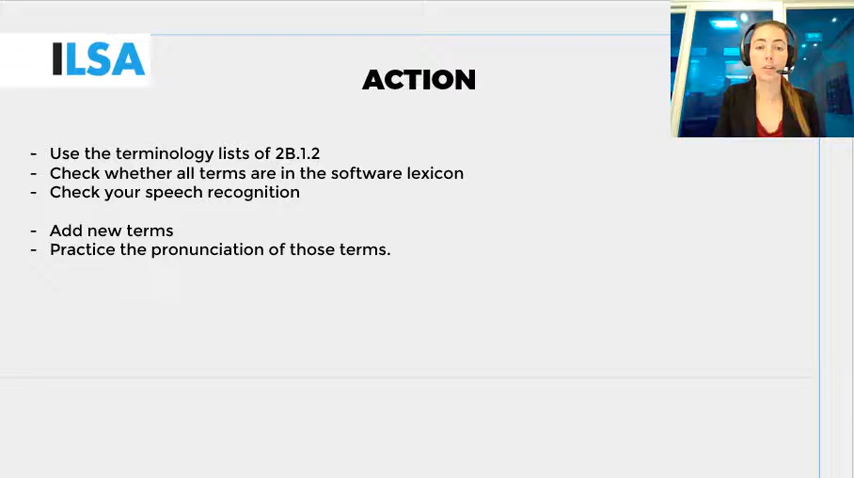 ILSA
ACTION
- Use the terminology lists of 2B.1.2
- Check whether all terms are in the software lexicon
- Check your speech recognition
- Add new terms
- Practice the pronunciation of those terms.